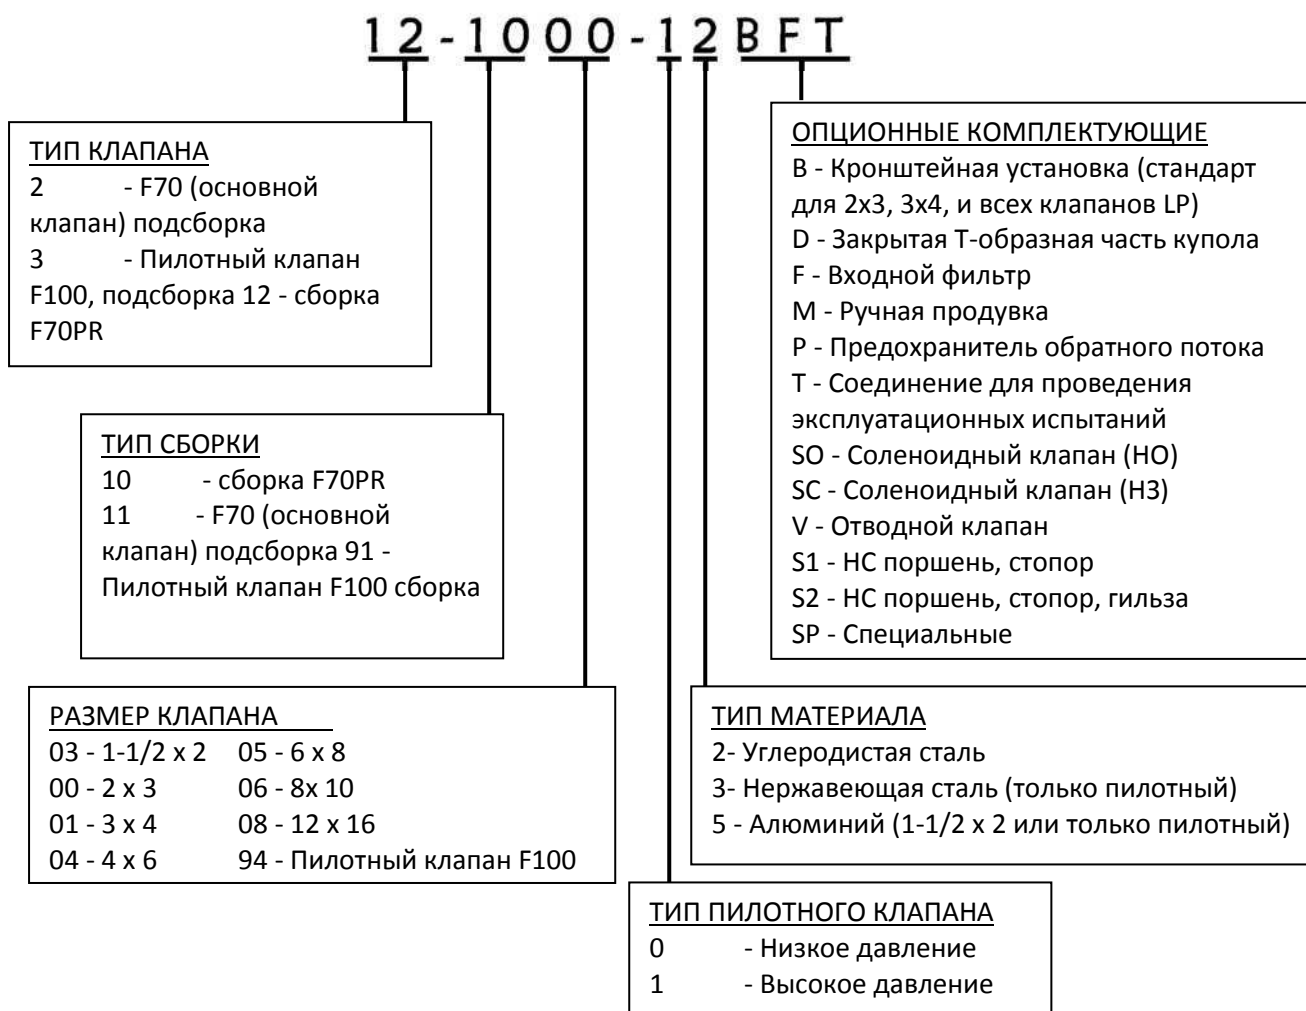 12-1000-12BFT
ТИП КЛАПАНА
2 - F70 (основной
клапан) подсборка
3 - Пилотный клапан
F100, подсборка 12 - сборка
F70PR
ТИП СБОРКИ
10 - сборка F70PR
11 - F70 (основной
клапан) подсборка 91 -
Пилотный клапан F100 сборка
РАЗМЕР КЛАПАНА
03 - 1-1/2 x 2 05 - 6 x 8
00 - 2 x 3 06 - 8x 10
01 - 3 x 4 08 - 12 x 16
04 - 4 x 6 94 - Пилотный клапан F100
ОПЦИОННЫЕ КОМПЛЕКТУЮЩИЕ
B - Кронштейная установка (стандарт
для 2x3, 3x4, и всех клапанов LP)
D - Закрытая Т-образная часть купола
F - Входной фильтр
M - Ручная продувка
P - Предохранитель обратного потока
T - Соединение для проведения
эксплуатационных испытаний
SO - Соленоидный клапан (НО)
SC - Соленоидный клапан (НЗ)
V - Отводной клапан
S1 - НС поршень, стопор
S2 - НС поршень, стопор, гильза
SP - Специальные
ТИП МАТЕРИАЛА
2- Углеродистая сталь
3- Нержавеющая сталь (только пилотный)
5 - Алюминий (1-1/2 x 2 или только пилотный)
ТИП ПИЛОТНОГО КЛАПАНА
0 - Низкое давление
1 - Высокое давление